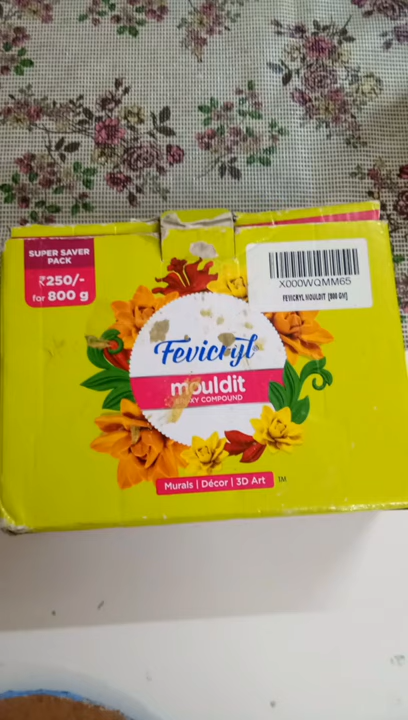 SUPER SAVER
PACK
₹250/-
for 800 g
X000WQMM65
FEVICRYL MOULDIT [800 GM]
Fevicryl
mouldit
COMPOUND
Murals | Décor | 3D Art TM